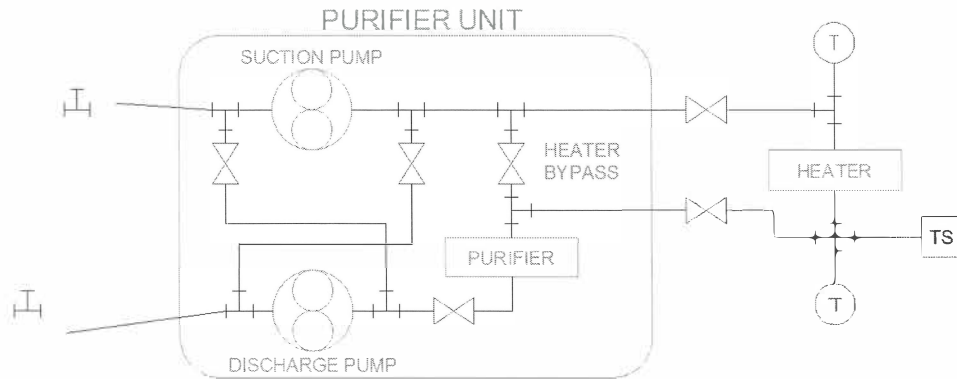 PURIFIER UNIT
SUCTION PUMP
T
HEATER
BYPASS
HEATER
TS
PURIFIER
T
DISCHARGE PUMP